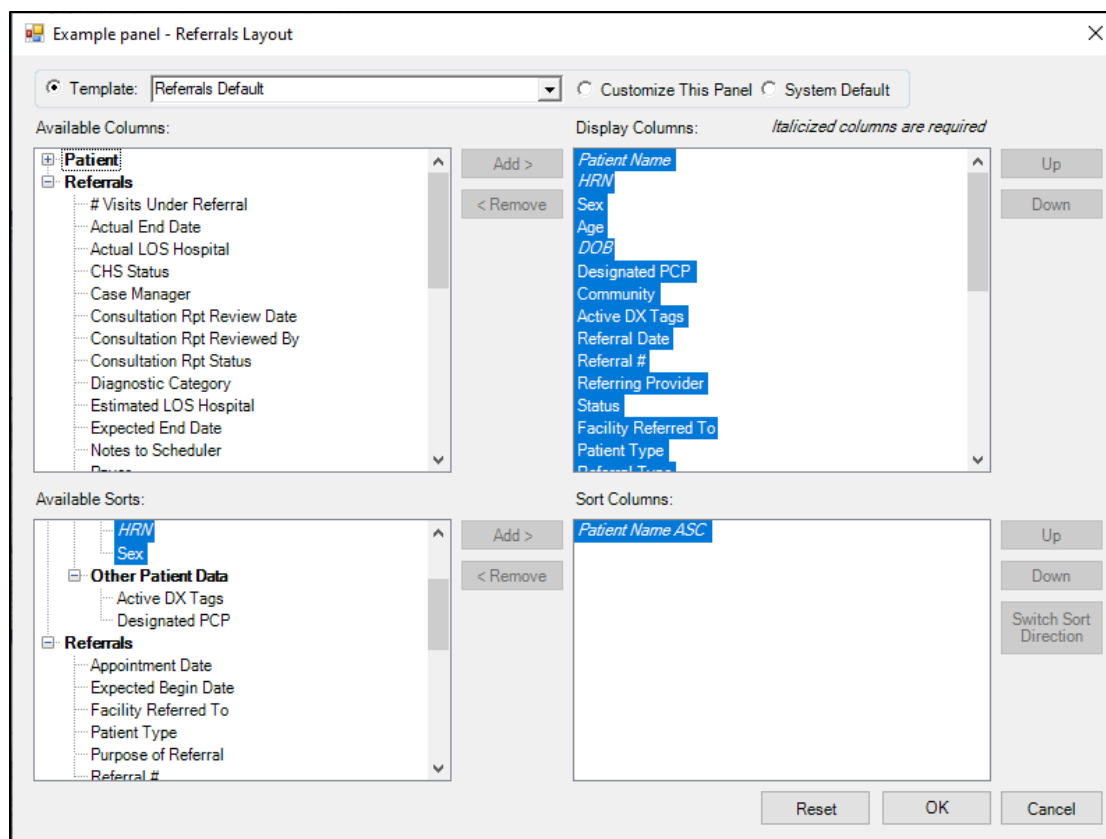 Example panel - Referrals Layout
Template: Referrals Default Customize This Panel System Default
Available Columns:
Patient
Referrals
# Visits Under Referral
Actual End Date
Actual LOS Hospital
CHS Status
Case Manager
Consultation Rpt Review Date
Consultation Rpt Reviewed By
Consultation Rpt Status
Diagnostic Category
Estimated LOS Hospital
Expected End Date
Notes to Scheduler
Add >
< Remove
Display Columns: Italicized columns are required
Patient Name
HRN
Sex
Age
DOB
Designated PCP
Community
Active DX Tags
Referral Date
Referral #
Referring Provider
Status
Facility Referred To
Patient Type
Referral Type
Up
Down
Available Sorts:
HRN
Sex
Other Patient Data
Active DX Tags
Designated PCP
Referrals
Appointment Date
Expected Begin Date
Facility Referred To
Patient Type
Purpose of Referral
Referral #
Add >
< Remove
Sort Columns:
Patient Name ASC
Up
Down
Switch Sort
Direction
Reset OK Cancel